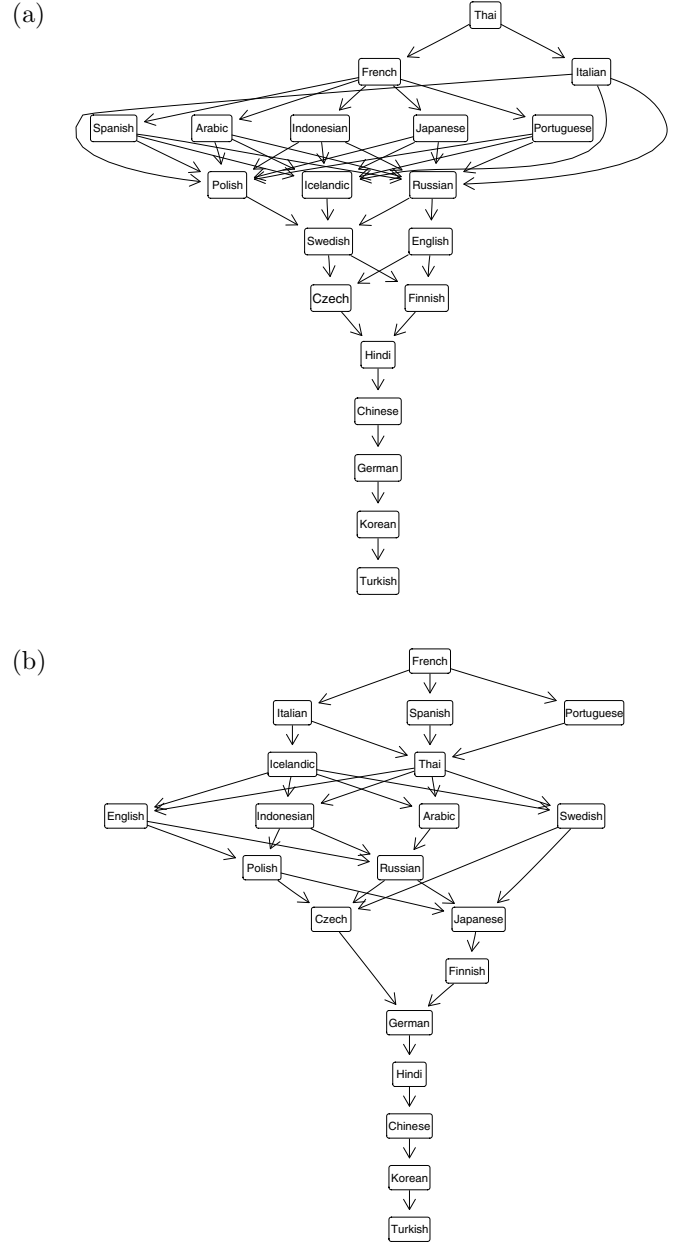 (a)
Thai
French Italian
Spanish Arabic Indonesian Japanese Portuguese
Polish Icelandic Russian
Swedish English
Czech Finnish
Hindi
Chinese
German
Korean
Turkish
(b)
French
Italian Spanish Portuguese
Icelandic Thai
English Indonesian Arabic Swedish
Polish Russian
Czech Japanese
Finnish
German
Hindi
Chinese
Korean
Turkish